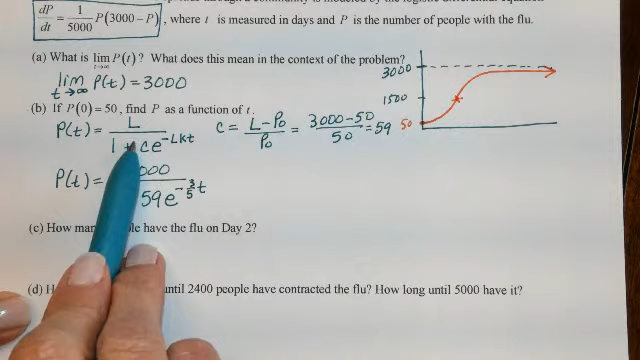 dP/dt = 1/5000 P(3000 – P), where t is measured in days and P is the number of people with the flu.
(a) What is lim t→∞ P(t)? What does this mean in the context of the problem?
lim t→∞ P(t) = 3000
3000
1500
50
(b) If P(0) = 50, find P as a function of t.
P(t) = L / 1 + ce^-Lkt
c = L - P0 / P0 = 3000 - 50 / 50 = 59
P(t) = 000 / 59e^-3/5 t
(c) How have the flu on Day 2?
(d) until 2400 people have contracted the flu? How long until 5000 have it?